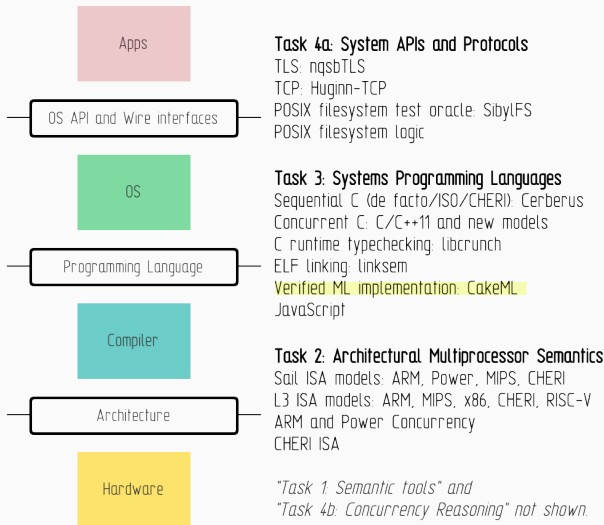 Apps
OS API and Wire interfaces
OS
Programming Language
Compiler
Architecture
Hardware
Task 4a: System APIs and Protocols
TLS: nqsbTLS
TCP: Huginn-TCP
POSIX filesystem test oracle: SibylFS
POSIX filesystem logic
Task 3: Systems Programming Languages
Sequential C (de facto/ISO/CHERI): Cerberus
Concurrent C: C/C++11 and new models
C runtime typechecking: libcrunch
ELF linking: linksem
Verified ML implementation: CakeML
JavaScript
Task 2: Architectural Multiprocessor Semantics
Sail ISA models: ARM, Power, MIPS, CHERI
L3 ISA models: ARM, MIPS, x86, CHERI, RISC-V
ARM and Power Concurrency
CHERI ISA
"Task 1: Semantic tools" and
"Task 4b: Concurrency Reasoning" not shown.